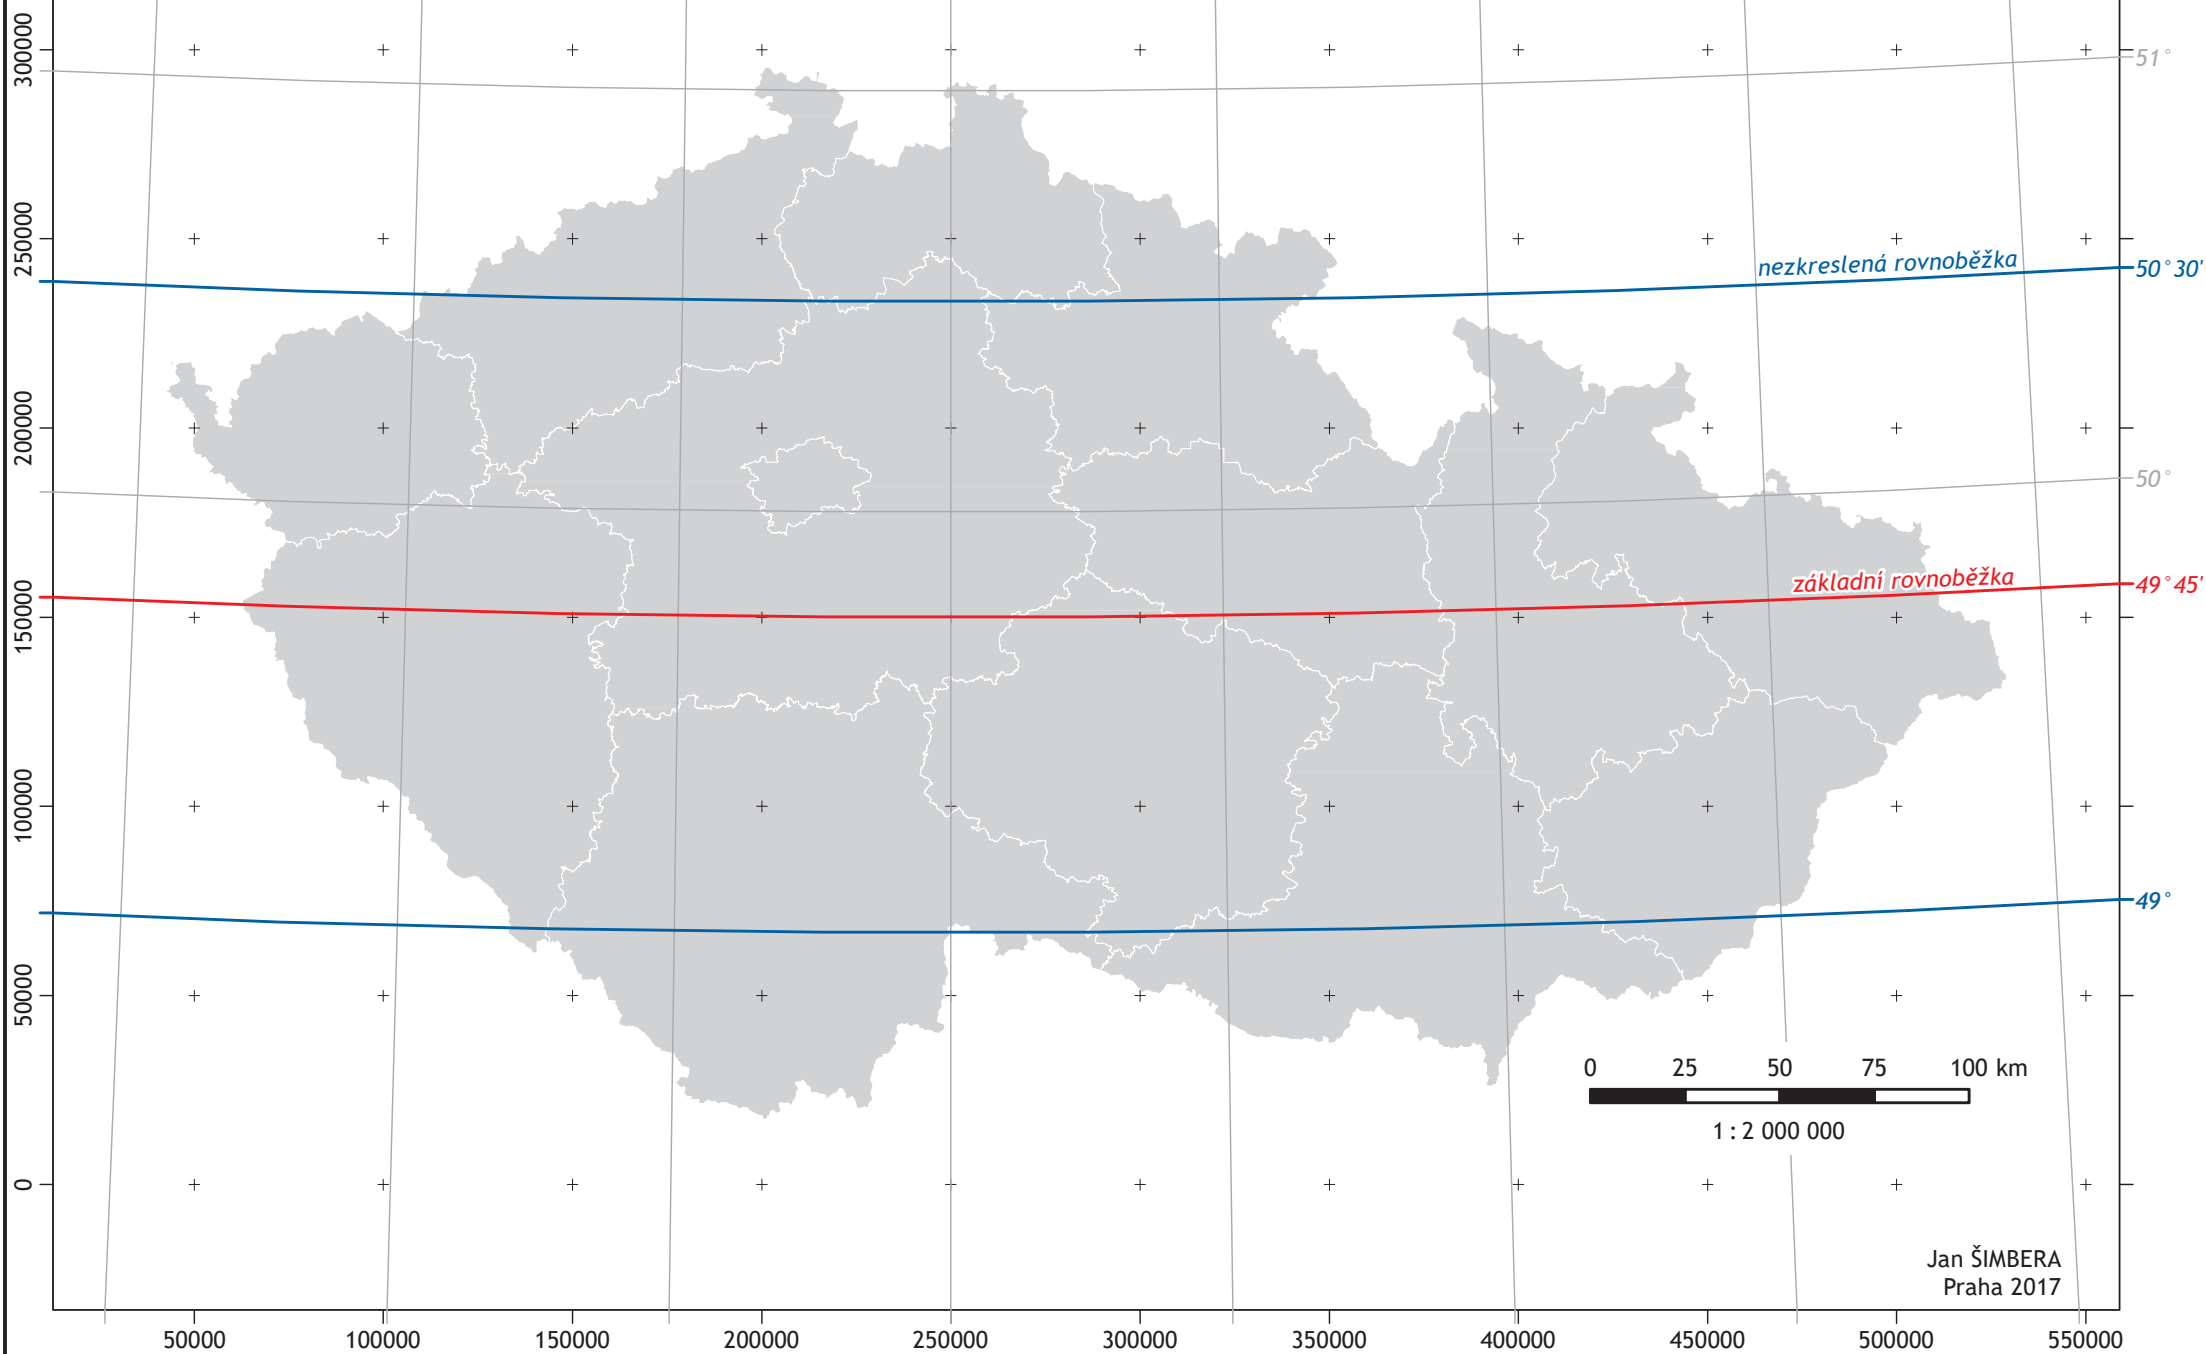 300000
51°
250000
nezkreslená rovnoběžka
50°30'
200000
50°
150000
základní rovnoběžka
49°45'
100000
49°
50000
0 25 50 75 100 km
1 : 2 000 000
0
Jan ŠIMBERA
Praha 2017
50000 100000 150000 200000 250000 300000 350000 400000 450000 500000 550000